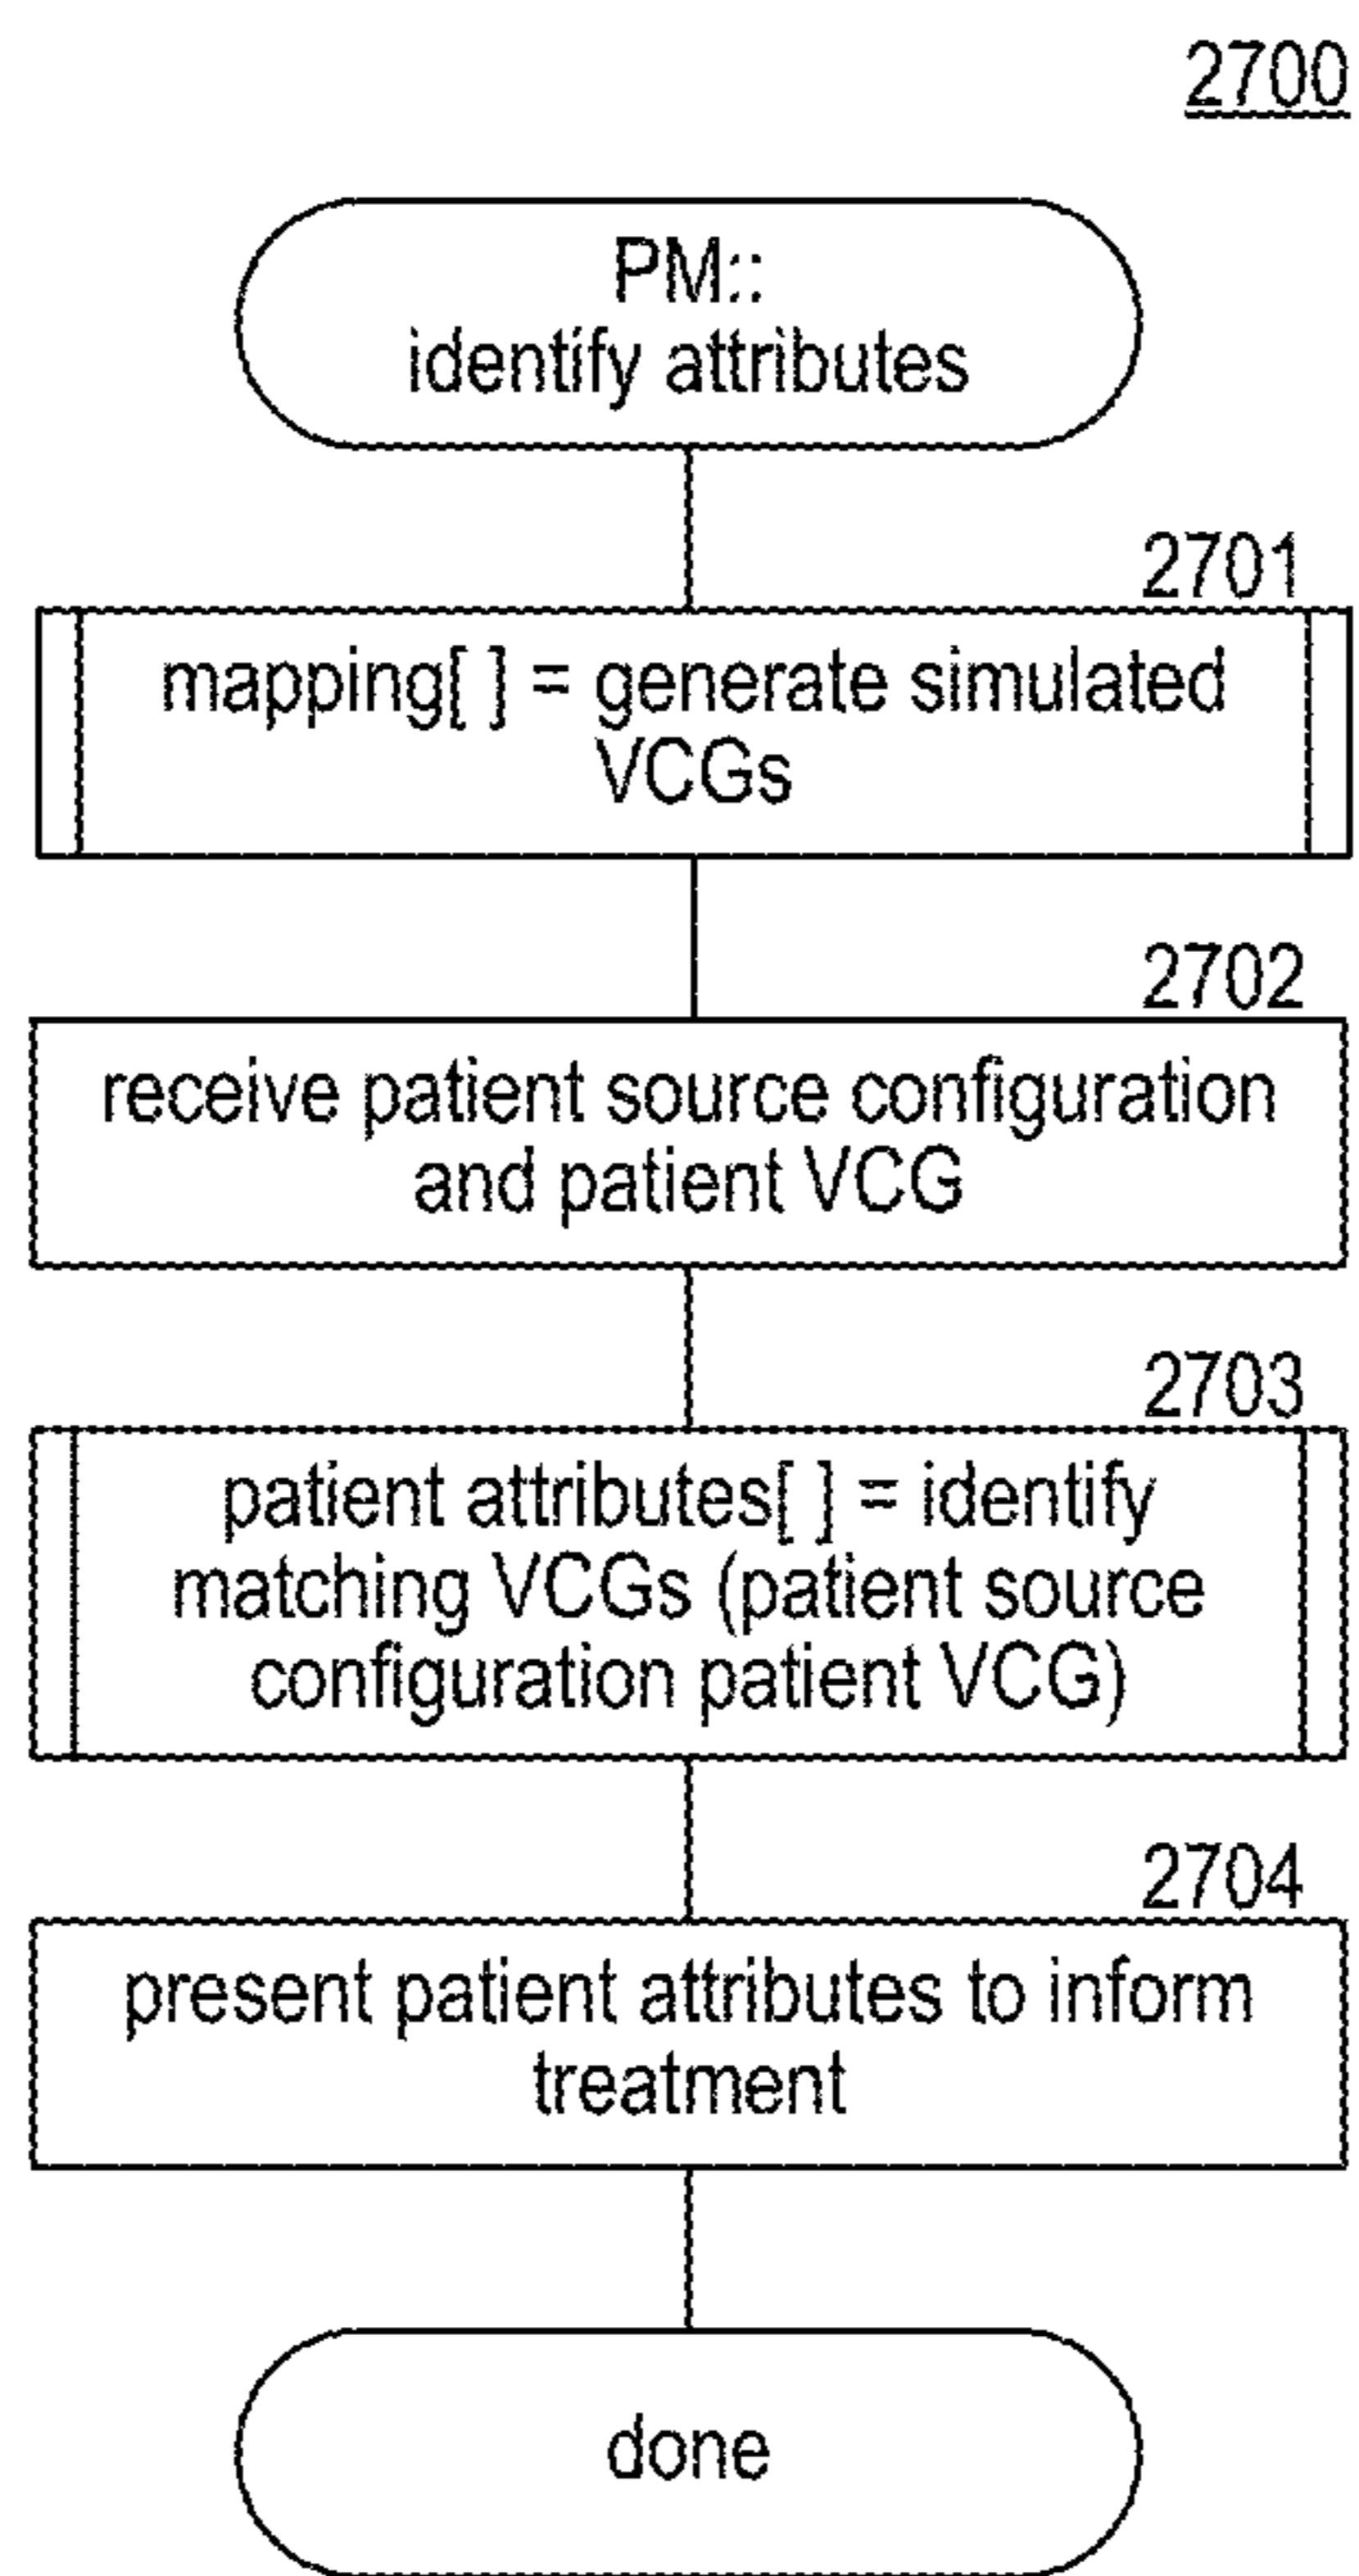 2700
PM::
identify attributes
2701
mapping[ ] = generate simulated
VCGs
2702
receive patient source configuration
and patient VCG
2703
patient attributes[ ] = identify
matching VCGs (patient source
configuration patient VCG)
2704
present patient attributes to inform
treatment
done